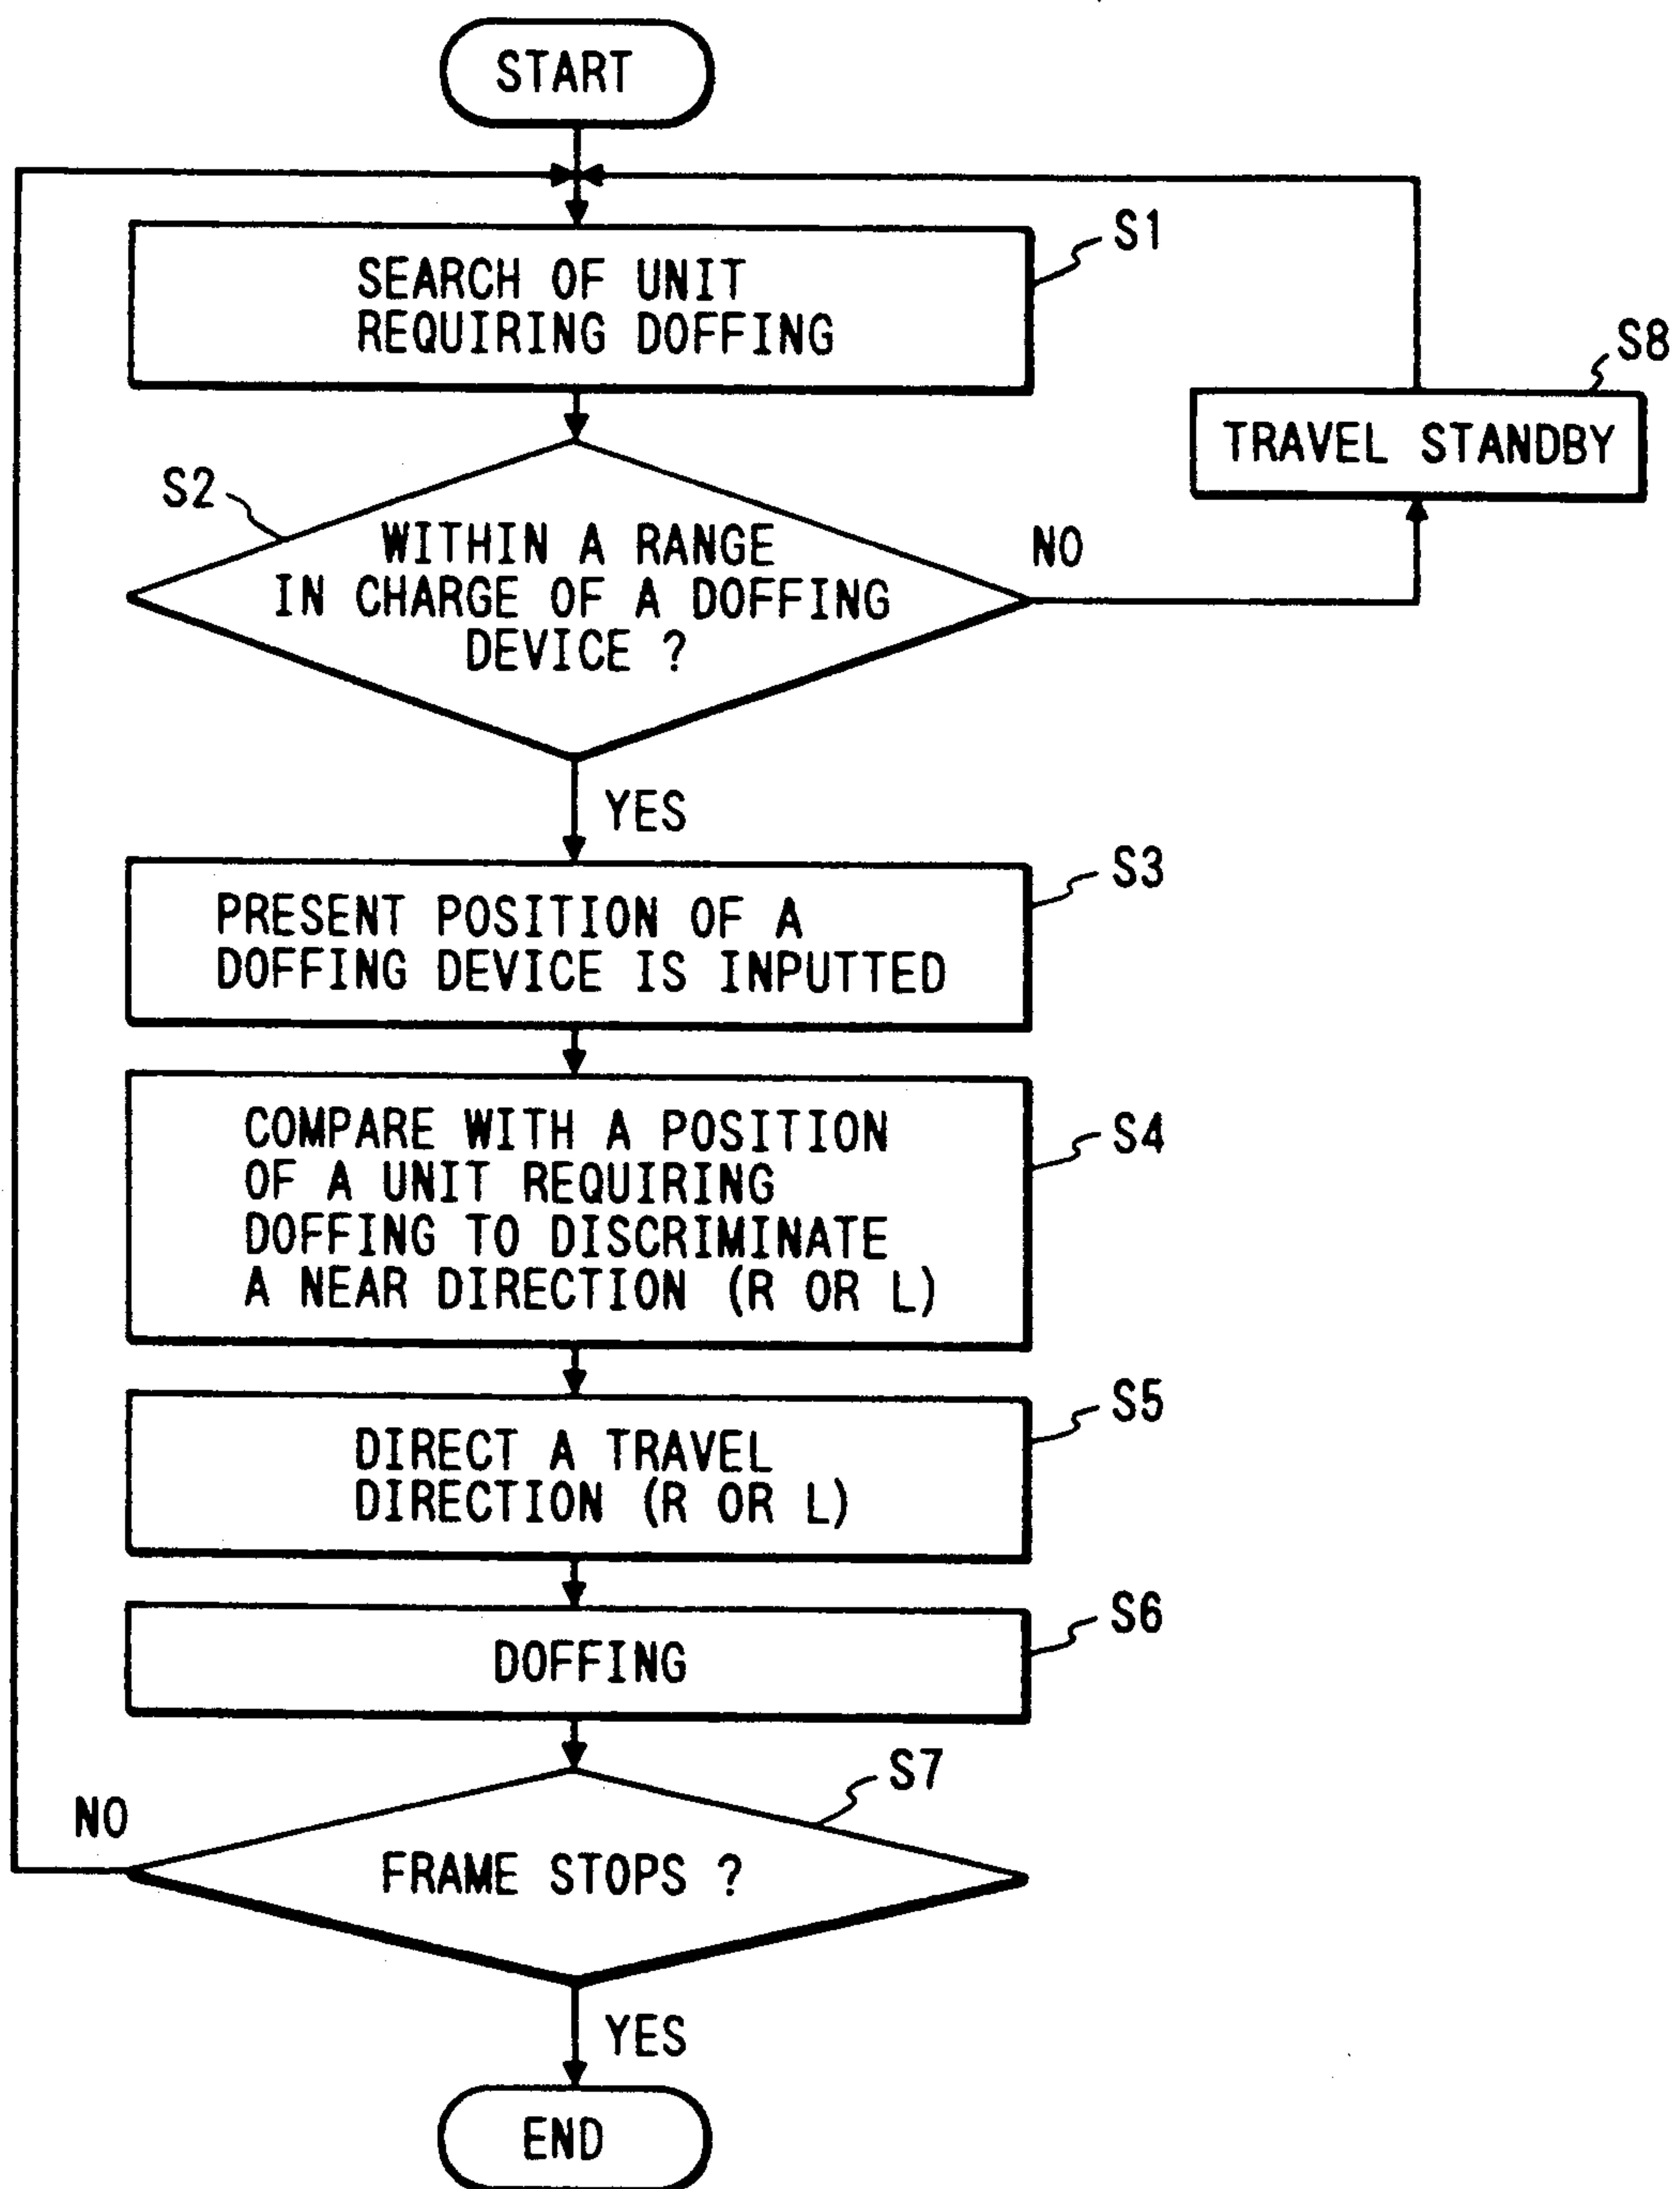 START
S1
SEARCH OF UNIT
REQUIRING DOFFING
S8
TRAVEL STANDBY
S2
WITHIN A RANGE
IN CHARGE OF A DOFFING
DEVICE ?
NO
YES
S3
PRESENT POSITION OF A
DOFFING DEVICE IS INPUTTED
S4
COMPARE WITH A POSITION
OF A UNIT REQUIRING
DOFFING TO DISCRIMINATE
A NEAR DIRECTION (R OR L)
S5
DIRECT A TRAVEL
DIRECTION (R OR L)
S6
DOFFING
S7
NO
FRAME STOPS ?
YES
END